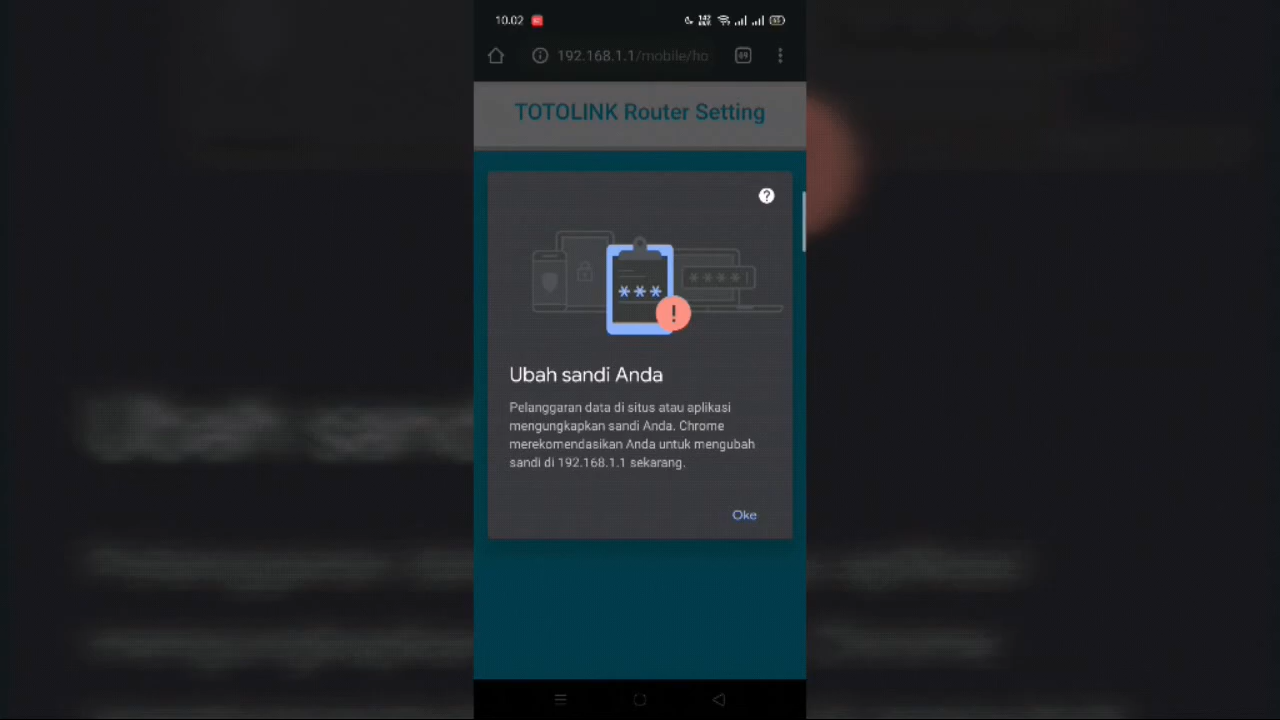 10.02
192.168.1.1/mobile/ho
TOTOLINK Router Setting
***
****
Ubah sandi Anda
Pelanggaran data di situs atau aplikasi
mengungkapkan sandi Anda. Chrome
merekomendasikan Anda untuk mengubah
sandi di 192.168.1.1 sekarang.
Oke